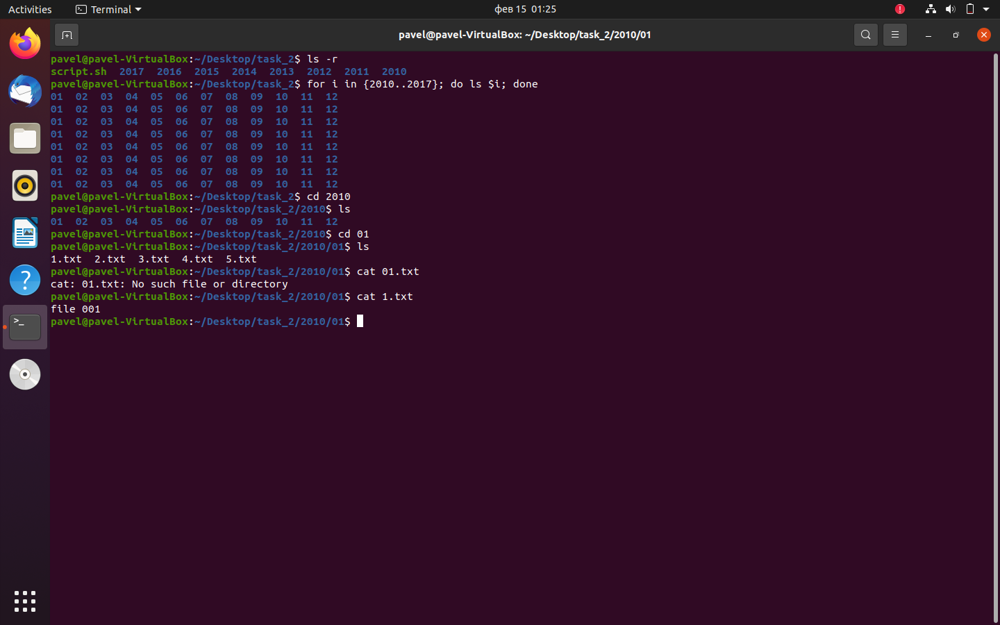 Activities Terminal фев 15 01:25
pavel@pavel-VirtualBox: ~/Desktop/task_2/2010/01
pavel@pavel-VirtualBox:~/Desktop/task_2$ ls -r
script.sh 2017 2016 2015 2014 2013 2012 2011 2010
pavel@pavel-VirtualBox:~/Desktop/task_2$ for i in {2010..2017}; do ls $i; done
01 02 03 04 05 06 07 08 09 10 11 12
01 02 03 04 05 06 07 08 09 10 11 12
01 02 03 04 05 06 07 08 09 10 11 12
01 02 03 04 05 06 07 08 09 10 11 12
01 02 03 04 05 06 07 08 09 10 11 12
01 02 03 04 05 06 07 08 09 10 11 12
01 02 03 04 05 06 07 08 09 10 11 12
01 02 03 04 05 06 07 08 09 10 11 12
pavel@pavel-VirtualBox:~/Desktop/task_2$ cd 2010
pavel@pavel-VirtualBox:~/Desktop/task_2/2010$ ls
01 02 03 04 05 06 07 08 09 10 11 12
pavel@pavel-VirtualBox:~/Desktop/task_2/2010$ cd 01
pavel@pavel-VirtualBox:~/Desktop/task_2/2010/01$ ls
1.txt 2.txt 3.txt 4.txt 5.txt
pavel@pavel-VirtualBox:~/Desktop/task_2/2010/01$ cat 01.txt
cat: 01.txt: No such file or directory
pavel@pavel-VirtualBox:~/Desktop/task_2/2010/01$ cat 1.txt
file 001
pavel@pavel-VirtualBox:~/Desktop/task_2/2010/01$